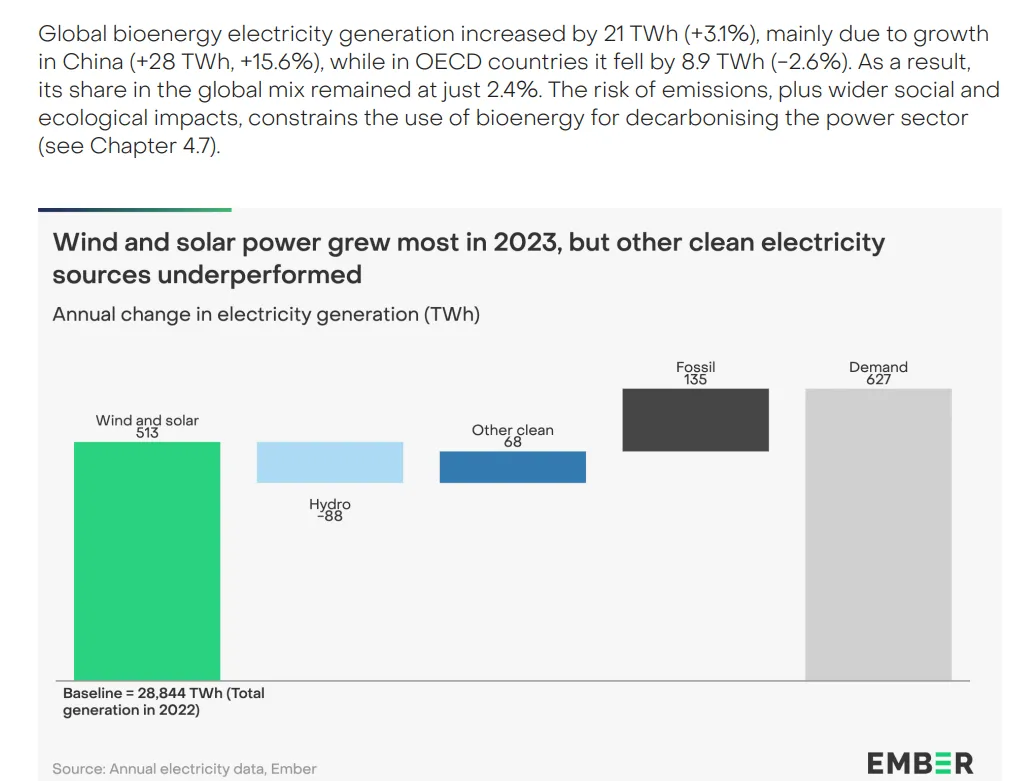 Global bioenergy electricity generation increased by 21 TWh (+3.1%), mainly due to growth
in China (+28 TWh, +15.6%), while in OECD countries it fell by 8.9 TWh (−2.6%). As a result,
its share in the global mix remained at just 2.4%. The risk of emissions, plus wider social and
ecological impacts, constrains the use of bioenergy for decarbonising the power sector
(see Chapter 4.7).
Wind and solar power grew most in 2023, but other clean electricity
sources underperformed
Annual change in electricity generation (TWh)
Wind and solar
513
Hydro
-88
Other clean
68
Fossil
135
Demand
627
Baseline = 28,844 TWh (Total
generation in 2022)
Source: Annual electricity data, Ember
EMBER